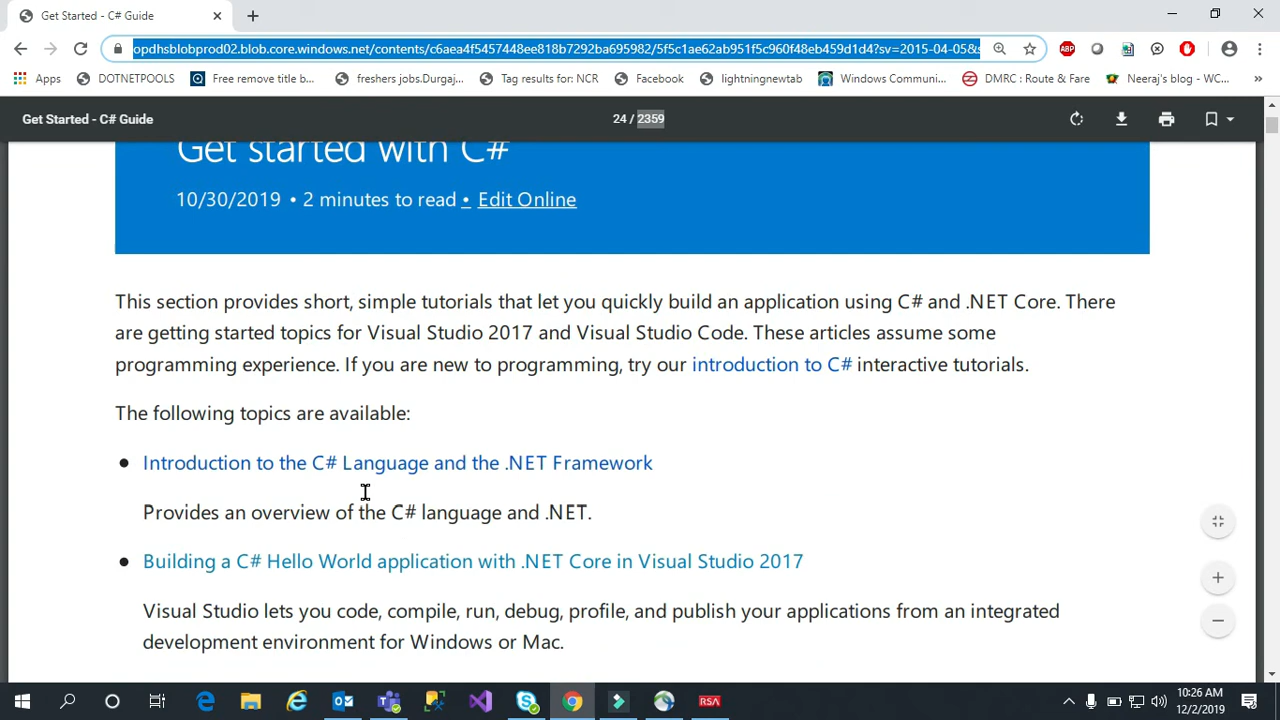 Get Started - C# Guide
opdhsblobprod02.blob.core.windows.net/contents/c6aea4f5457448ee818b7292ba695982/5f5c1ae62ab951f5c960f48eb459d1d4?sv=2015-04-05&s
ABP
Apps
DOTNETPOOLS
Free remove title b...
freshers jobs.Durgaj...
Tag results for: NCR
Facebook
lightningnewtab
Windows Communi...
DMRC : Route & Fare
Neeraj's blog - WC...
Get Started - C# Guide
24 / 2359
Get started with C#
10/30/2019 • 2 minutes to read • Edit Online
This section provides short, simple tutorials that let you quickly build an application using C# and .NET Core. There
are getting started topics for Visual Studio 2017 and Visual Studio Code. These articles assume some
programming experience. If you are new to programming, try our introduction to C# interactive tutorials.
The following topics are available:
• Introduction to the C# Language and the .NET Framework
Provides an overview of the C# language and .NET.
• Building a C# Hello World application with .NET Core in Visual Studio 2017
Visual Studio lets you code, compile, run, debug, profile, and publish your applications from an integrated
development environment for Windows or Mac.
RSA
10:26 AM
12/2/2019